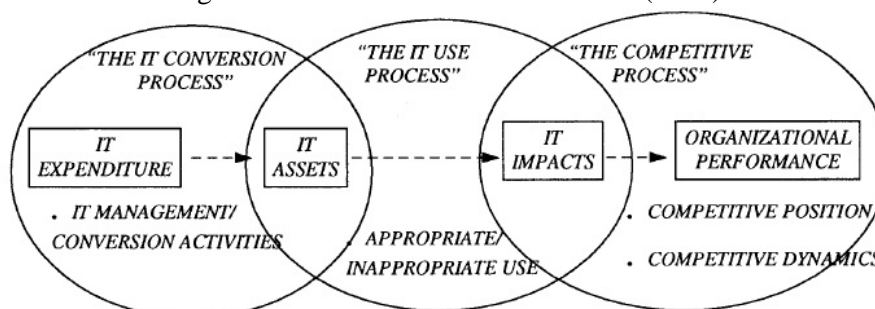 "THE IT CONVERSION
PROCESS"
"THE IT USE
PROCESS"
"THE COMPETITIVE
PROCESS"
IT
EXPENDITURE
IT
ASSETS
IT
IMPACTS
ORGANIZATIONAL
PERFORMANCE
. IT MANAGEMENT/
CONVERSION ACTIVITIES
. APPROPRIATE/
INAPPROPRIATE USE
. COMPETITIVE POSITION/
. COMPETITIVE DYNAMICS